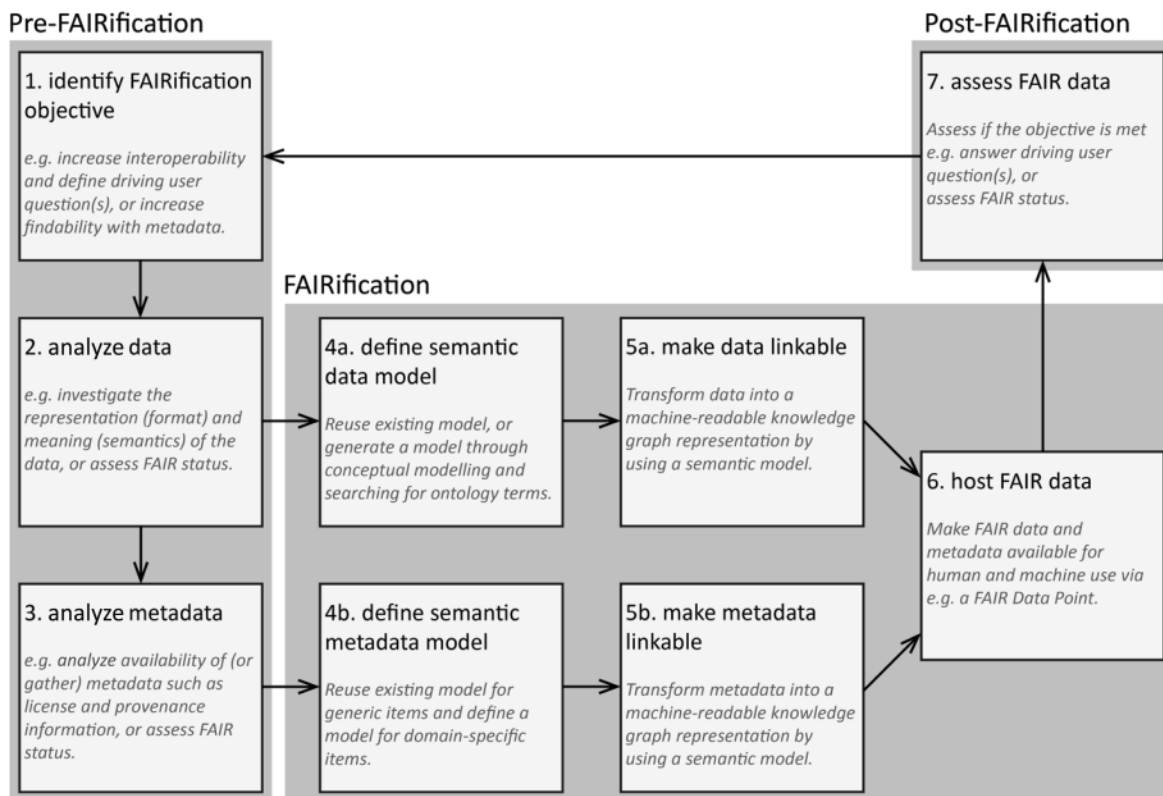 Pre-FAIRification
1. identify FAIRification
objective
e.g. increase interoperability
and define driving user
question(s), or increase
findability with metadata.
2. analyze data
e.g. investigate the
representation (format) and
meaning (semantics) of the
data, or assess FAIR status.
3. analyze metadata
e.g. analyze availability of (or
gather) metadata such as
license and provenance
information, or assess FAIR
status.
FAIRification
4a. define semantic
data model
Reuse existing model, or
generate a model through
conceptual modelling and
searching for ontology terms.
5a. make data linkable
Transform data into a
machine-readable knowledge
graph representation by
using a semantic model.
4b. define semantic
metadata model
Reuse existing model for
generic items and define a
model for domain-specific
items.
5b. make metadata
linkable
Transform metadata into a
machine-readable knowledge
graph representation by
using a semantic model.
6. host FAIR data
Make FAIR data and
metadata available for
human and machine use via
e.g. a FAIR Data Point.
Post-FAIRification
7. assess FAIR data
Assess if the objective is met
e.g. answer driving user
question(s), or
assess FAIR status.